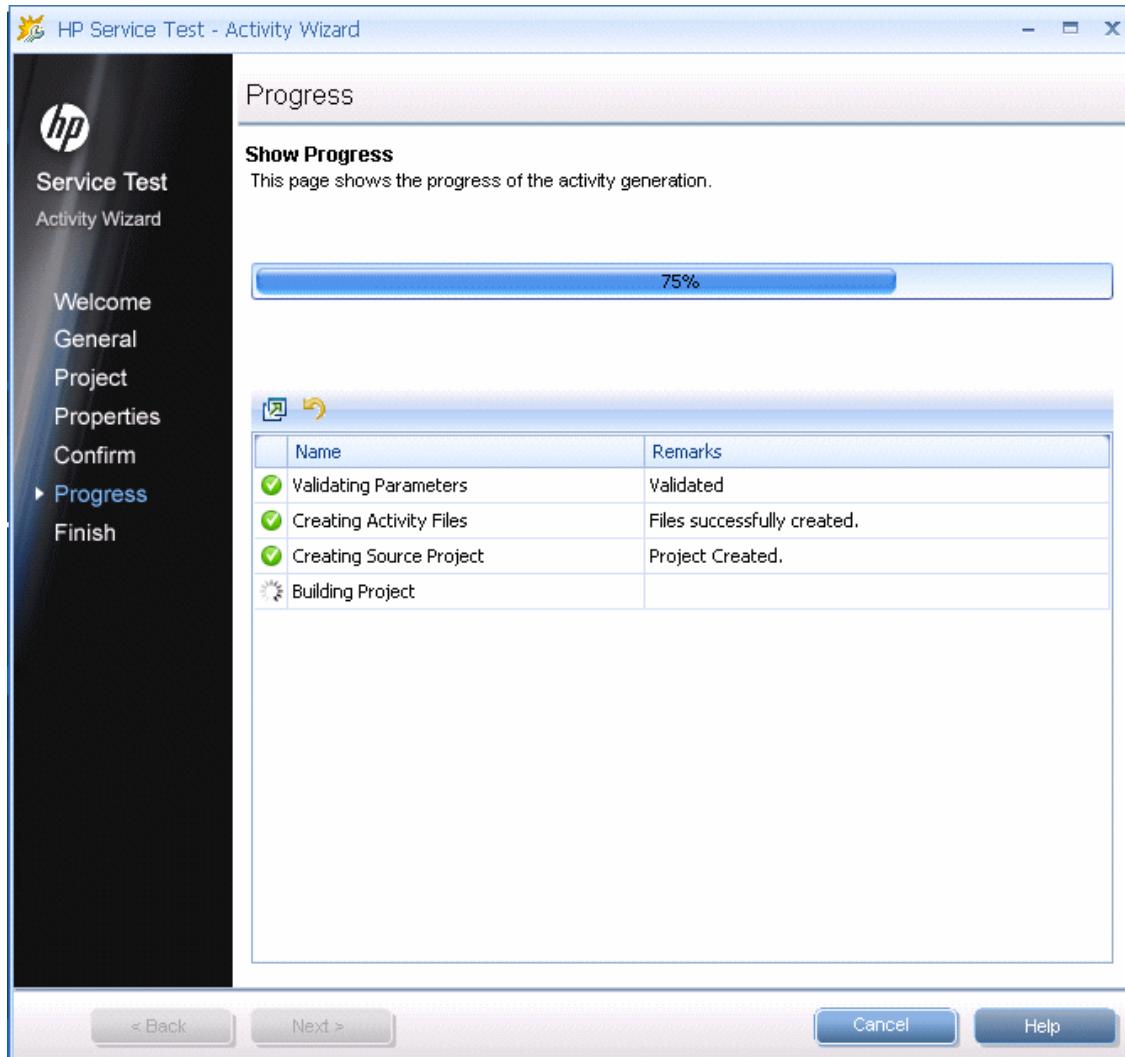 HP Service Test - Activity Wizard
hp
Service Test
Activity Wizard
Welcome
General
Project
Properties
Confirm
Progress
Finish
Progress
Show Progress
This page shows the progress of the activity generation.
75%
Name Remarks
Validating Parameters Validated
Creating Activity Files Files successfully created.
Creating Source Project Project Created.
Building Project
< Back Next > Cancel Help